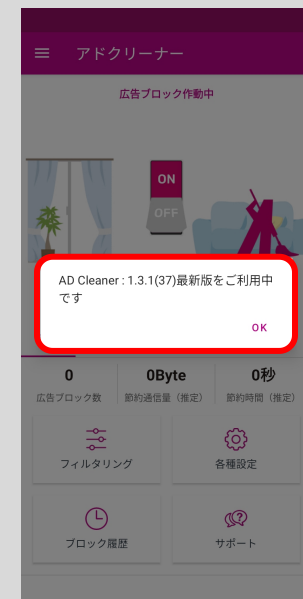 アドクリーナー
広告ブロック作動中
ON
OFF
AD Cleaner : 1.3.1(37)最新版をご利用中
です
OK
0 0Byte 0秒
広告ブロック数 節約通信量（推定） 節約時間（推定）
フィルタリング 各種設定
ブロック履歴 サポート